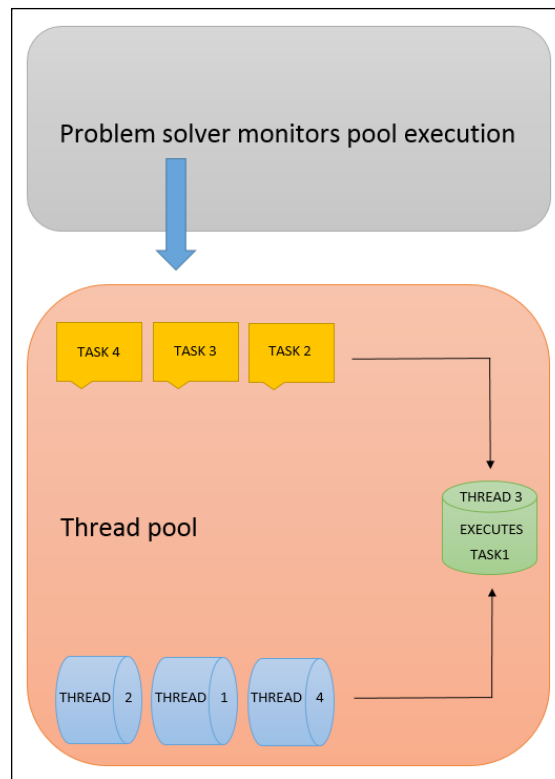 Problem solver monitors pool execution
TASK 4
TASK 3
TASK 2
THREAD 3
EXECUTES
TASK1
Thread pool
THREAD 2
THREAD 1
THREAD 4